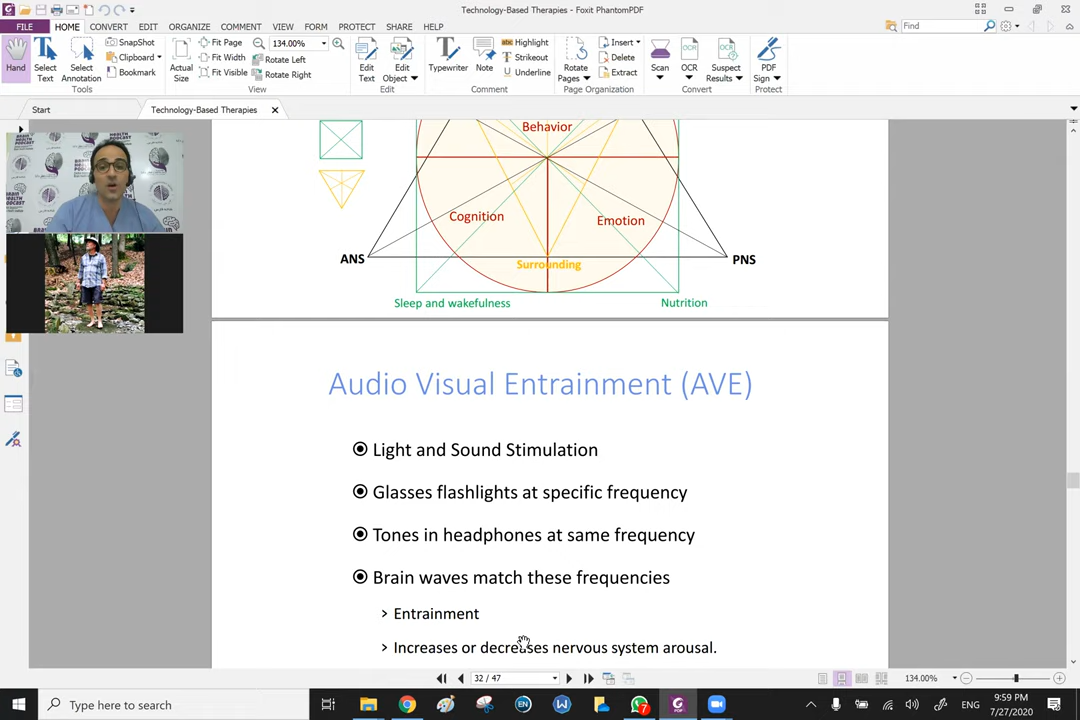 Technology-Based Therapies - Foxit PhantomPDF
FILE HOME CONVERT EDIT ORGANIZE COMMENT VIEW FORM PROTECT SHARE HELP
Find
Hand
Select Text
Select Annotation
SnapShot
Clipboard
Bookmark
Tools
Actual Size
Fit Page
Fit Width
Fit Visible
134.00%
Rotate Left
Rotate Right
View
Edit Text
Edit Object
Edit
Typewriter
Note
Highlight
Strikeout
Underline
Comment
Rotate Pages
Insert
Delete
Extract
Page Organization
Scan
OCR
Suspect Results
Convert
PDF Sign
Protect
Start
Technology-Based Therapies
Behavior
Cognition
Emotion
ANS
Surrounding
PNS
Sleep and wakefulness
Nutrition
Audio Visual Entrainment (AVE)
Light and Sound Stimulation
Glasses flashlights at specific frequency
Tones in headphones at same frequency
Brain waves match these frequencies
> Entrainment
> Increases or decreases nervous system arousal.
32 / 47
134.00%
Type here to search
ENG
9:59 PM
7/27/2020